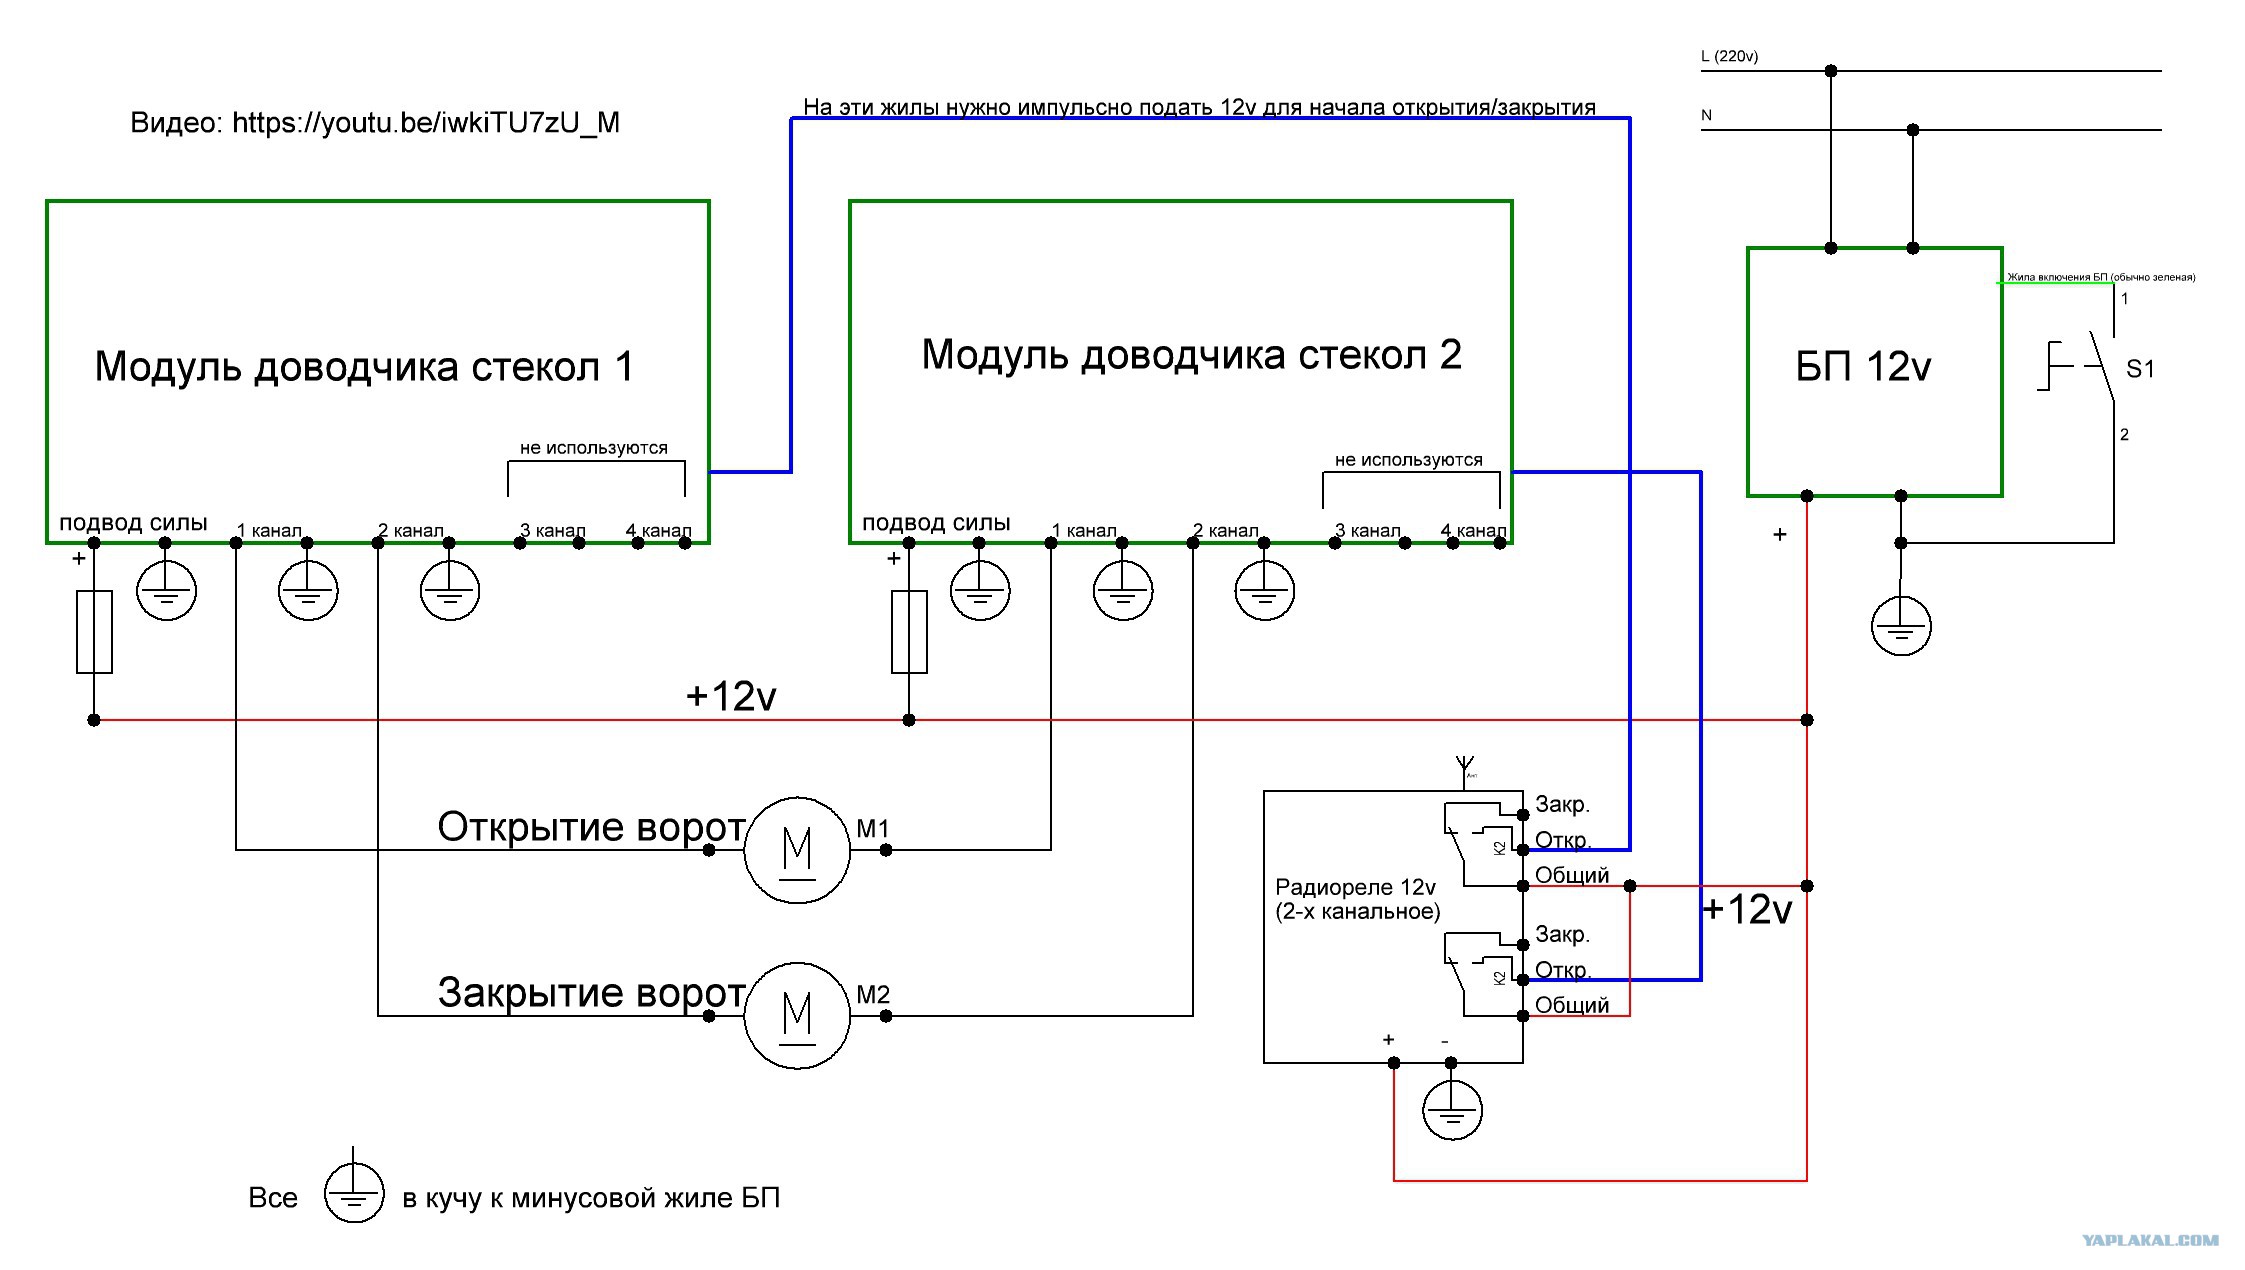 L (220v)
Видео: https://youtu.be/iwkiTU7zU_M
На эти жилы нужно импульсно подать 12v для начала открытия/закрытия
N
Жила включения БП (обычно зеленая)
1
Модуль доводчика стекол 1
Модуль доводчика стекол 2
БП 12v
S1
2
не используются
не используются
подвод силы
1 канал
2 канал
3 канал
4 канал
подвод силы
1 канал
2 канал
3 канал
4 канал
+
+
+
+12v
Ант
Открытие ворот
M
M1
Закр.
K2
Откр.
Радиореле 12v
(2-х канальное)
Общий
+12v
Закрытие ворот
M
M2
Закр.
K2
Откр.
Общий
+
-
Все
в кучу к минусовой жиле БП
YAPLAKAL.COM